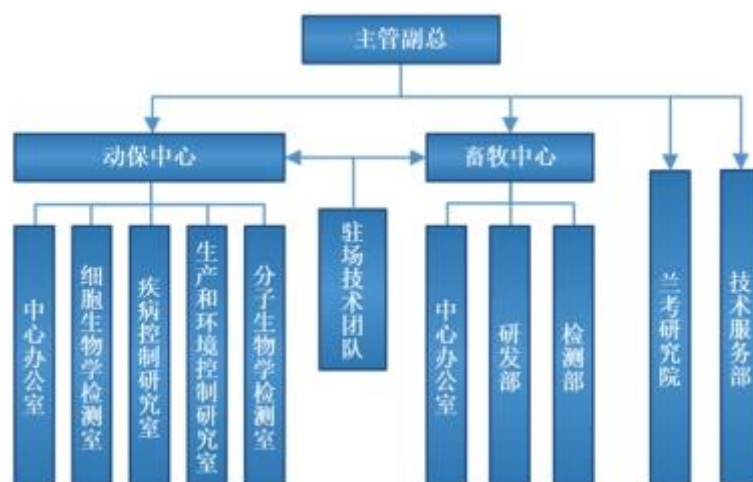 主管副总
动保中心
畜牧中心
中心办公室
细胞生物学检测室
疾病控制研究室
生产和环境控制研究室
分子生物学检测室
驻场技术团队
中心办公室
研发部
检测部
兰考研究院
技术服务部